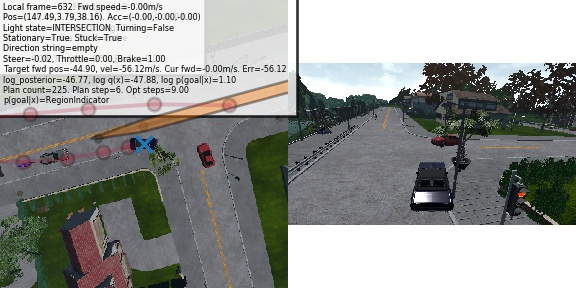 Local frame=632. Fwd speed=-0.00m/s
Pos=(147.49,3.79,38.16). Acc=(-0.00,-0.00,-0.00)
Light state=INTERSECTION. Turning=False
Stationary=True. Stuck=True
Direction string=empty
Steer=-0.02, Throttle=0.00, Brake=1.00
Target fwd pos=-44.90, vel=-56.12m/s. Cur fwd=-0.00m/s. Err=-56.12
log_posterior=-46.77, log q(x)=-47.88, log p(goal|x)=1.10
Plan count=225. Plan step=6. Opt steps=9.00
p(goal|x)=RegionIndicator